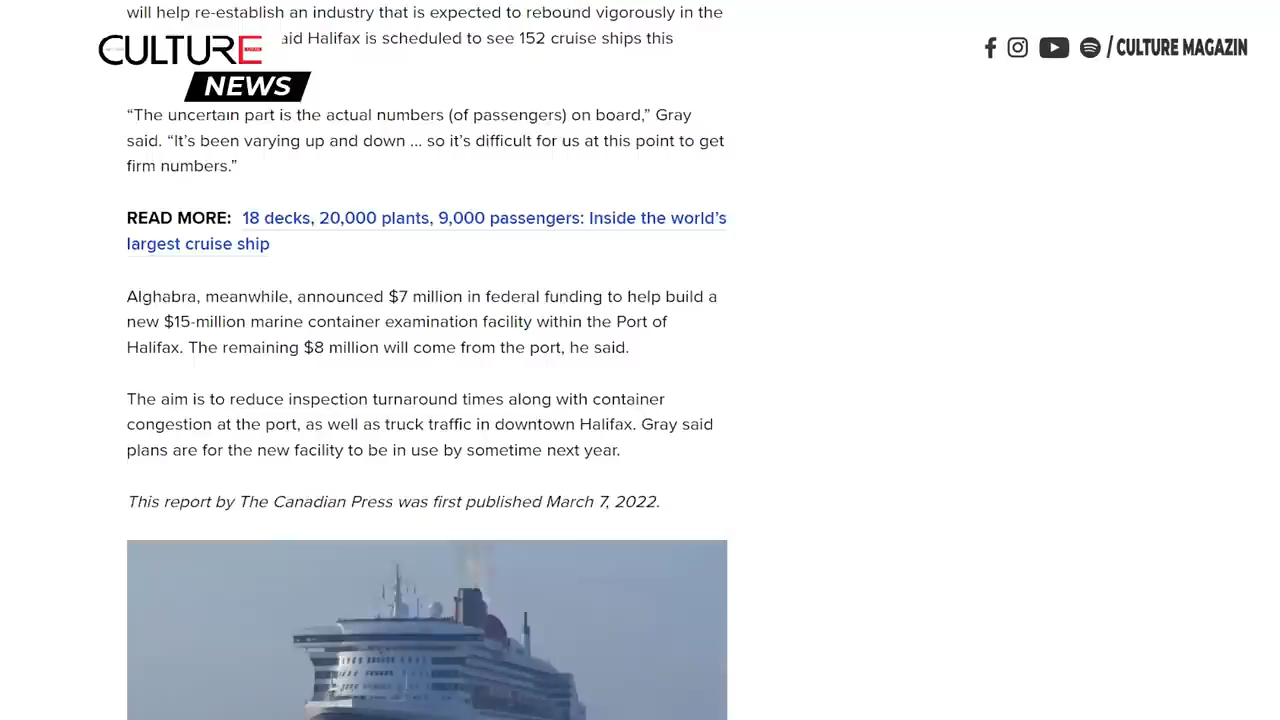 will help re-establish an industry that is expected to rebound vigorously in the
CULTURE
said Halifax is scheduled to see 152 cruise ships this
/ CULTURE MAGAZIN
NEWS
“The uncertain part is the actual numbers (of passengers) on board,” Gray
said. “It’s been varying up and down ... so it’s difficult for us at this point to get
firm numbers.”
READ MORE: 18 decks, 20,000 plants, 9,000 passengers: Inside the world’s
largest cruise ship
Alghabra, meanwhile, announced $7 million in federal funding to help build a
new $15-million marine container examination facility within the Port of
Halifax. The remaining $8 million will come from the port, he said.
The aim is to reduce inspection turnaround times along with container
congestion at the port, as well as truck traffic in downtown Halifax. Gray said
plans are for the new facility to be in use by sometime next year.
This report by The Canadian Press was first published March 7, 2022.